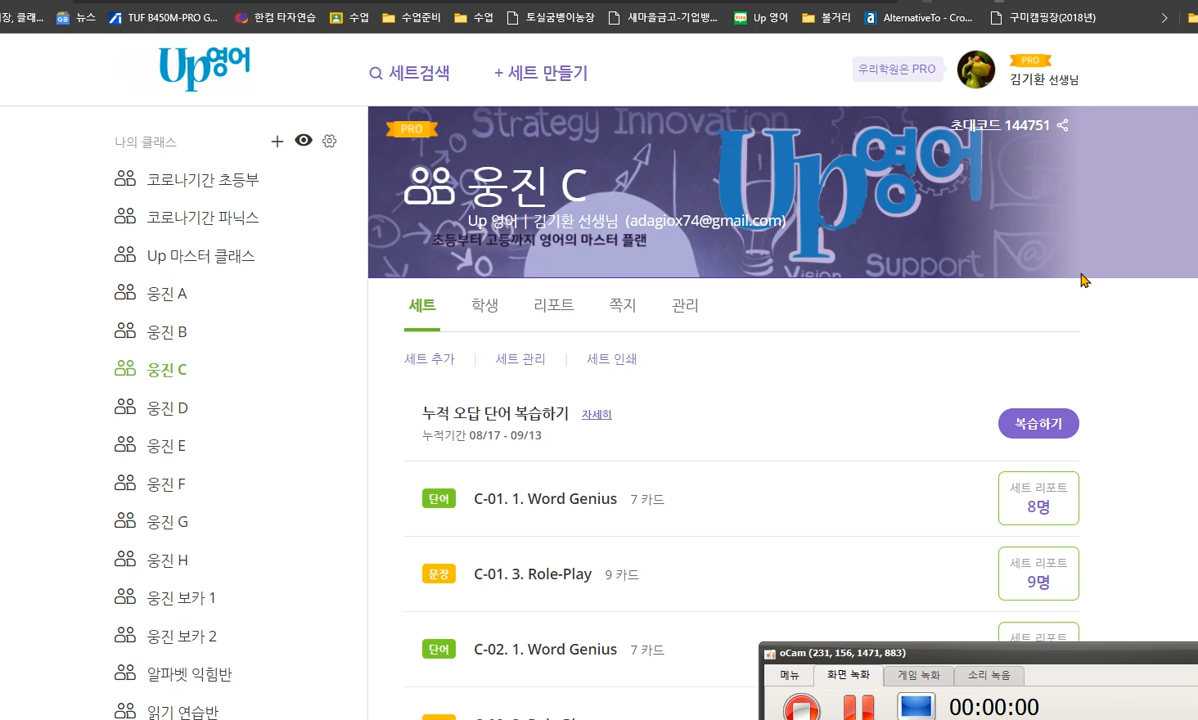 장, 클래...
뉴스
TUF B450M-PRO G...
한컴 타자연습
수업
수업준비
수업
토실굼뱅이농장
새마을금고-기업뱅...
Up 영어
볼거리
AlternativeTo - Cro...
구미캠핑장(2018년)
Up영어
세트검색
+ 세트 만들기
우리학원은 PRO
PRO
김기환 선생님
나의 클래스
코로나기간 초등부
코로나기간 파닉스
Up 마스터 클래스
웅진 A
웅진 B
웅진 C
웅진 D
웅진 E
웅진 F
웅진 G
웅진 H
웅진 보카 1
웅진 보카 2
알파벳 익힘반
읽기 연습반
PRO
Strategy Innovation
초대코드 144751
웅진 C
Up영어
Up 영어 | 김기환 선생님 (adagiox74@gmail.com)
초등부터 고등까지 영어의 마스터 플랜
Vision
Support
세트
학생
리포트
쪽지
관리
세트 추가
세트 관리
세트 인쇄
누적 오답 단어 복습하기 자세히
누적기간 08/17 - 09/13
복습하기
단어 C-01. 1. Word Genius 7 카드
세트 리포트
8명
문장 C-01. 3. Role-Play 9 카드
세트 리포트
9명
단어 C-02. 1. Word Genius 7 카드
세트 리포트
oCam (231, 156, 1471, 883)
메뉴
화면 녹화
게임 녹화
소리 녹음
00:00:00